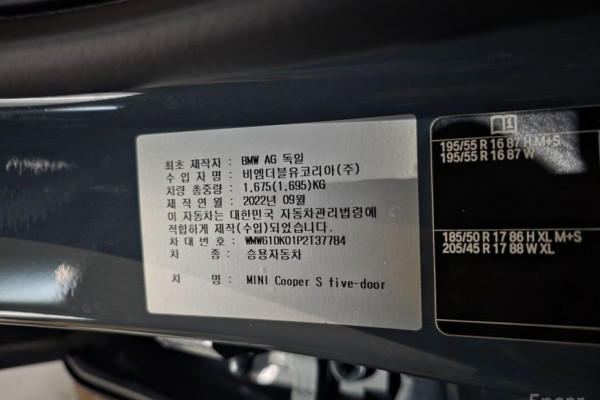 최초 제작자 : BMW AG 독일
수 입 자 명 : 비엠더블유코리아(주)
차량 총중량 : 1,675(1,695)KG
제 작 연 월 : 2022년 09월
이 자동차는 대한민국 자동차관리법령에
적합하게 제작(수입)되었습니다.
차 대 번 호 : WMW61DK01P2T37784
차 종 : 승용자동차
차 명 : MINI Cooper S five-door
1
195/55 R 16 87 H M+S
195/55 R 16 87 W
185/50 R 17 86 H XL M+S
205/45 R 17 88 W XL
Encar